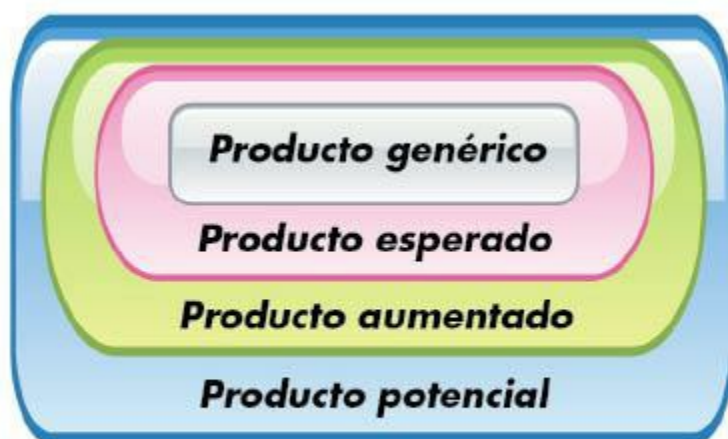 Producto genérico
Producto esperado
Producto aumentado
Producto potencial